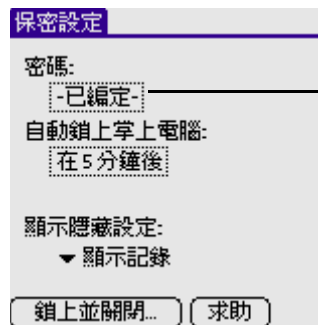 保密設定
密碼:
-已編定-
自動鎖上掌上電腦:
在5分鐘後
顯示隱藏設定:
顯示記錄
鎖上並關閉... 求助